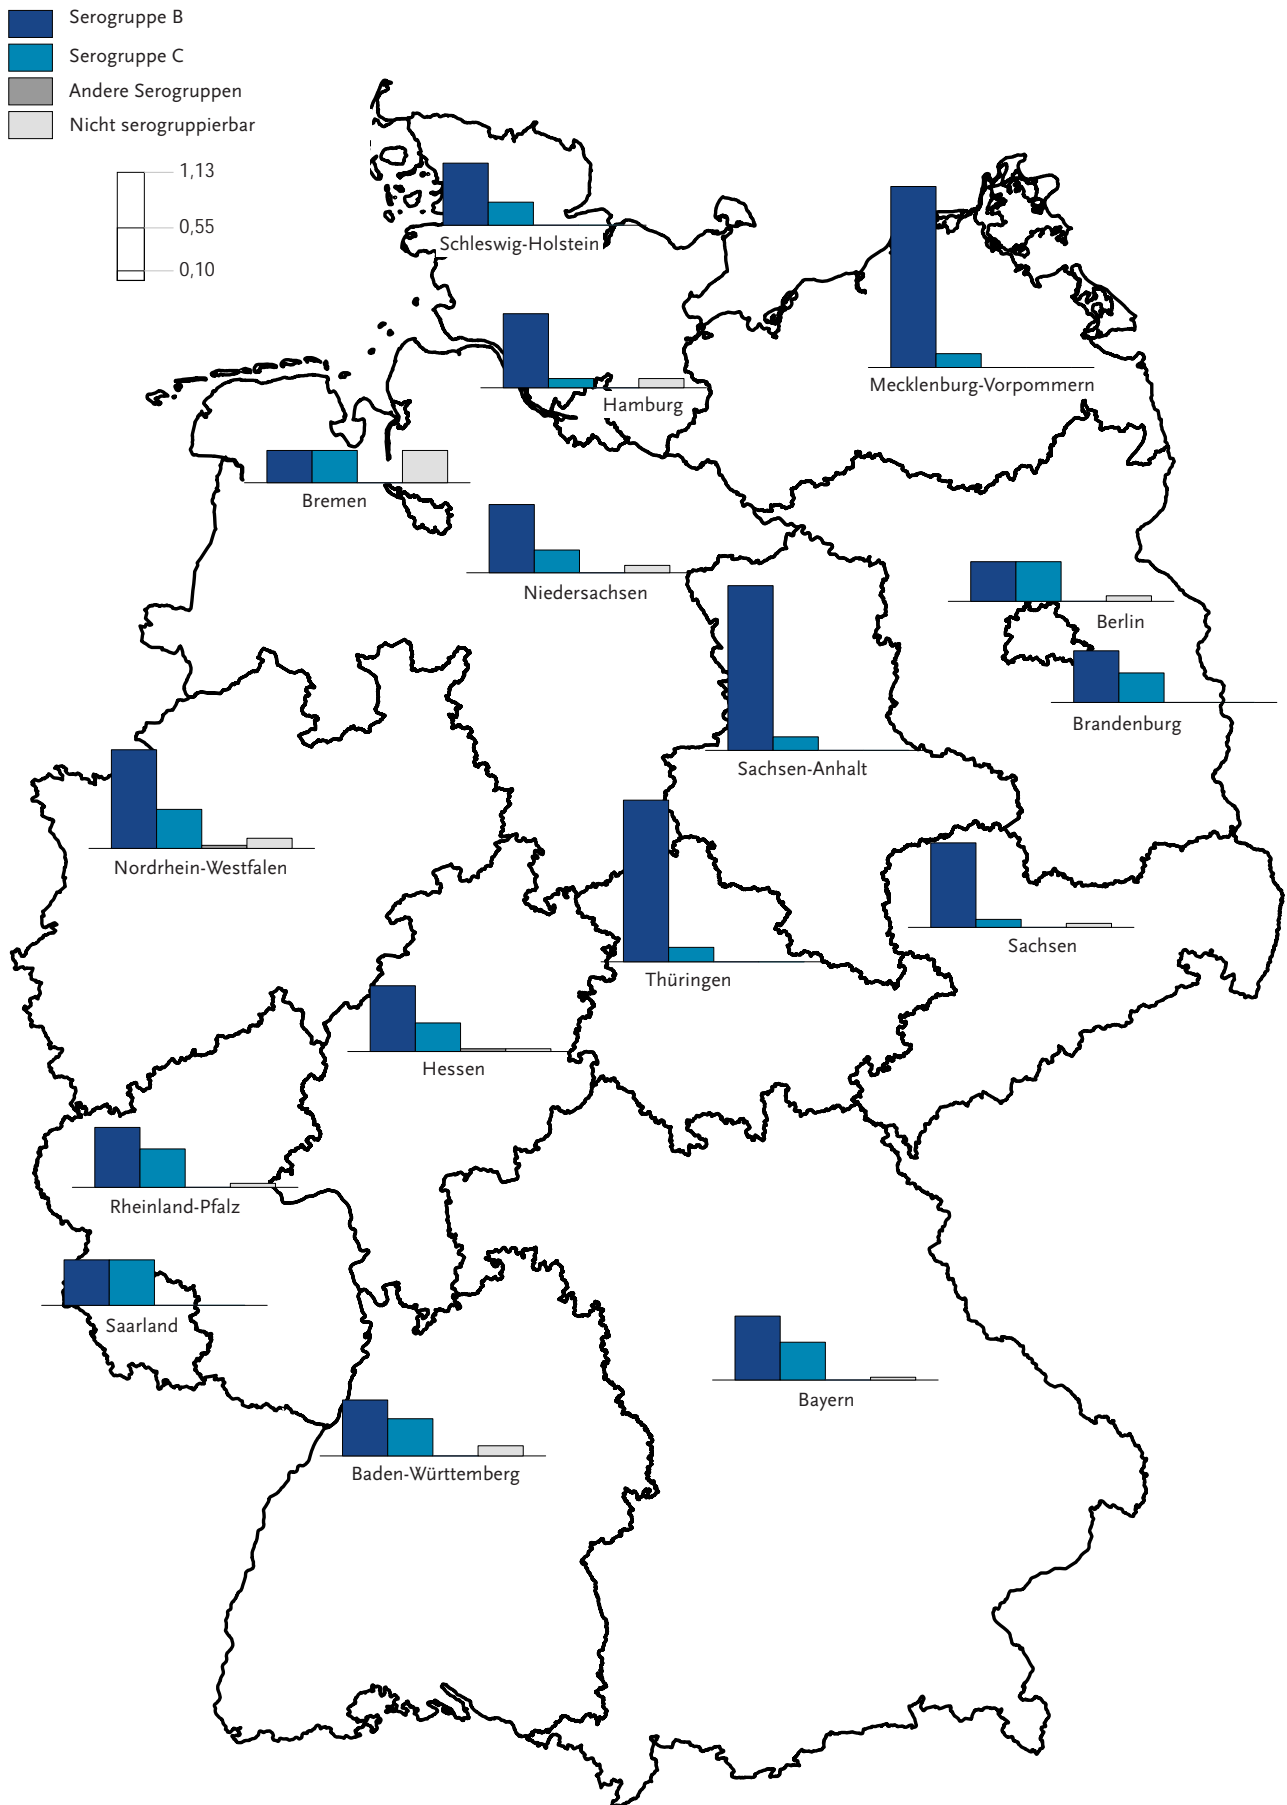 Serogruppe B
Serogruppe C
Andere Serogruppen
Nicht serogruppierbar
1,13
0,55
0,10
Schleswig-Holstein
Mecklenburg-Vorpommern
Hamburg
Bremen
Niedersachsen
Berlin
Brandenburg
Sachsen-Anhalt
Nordrhein-Westfalen
Sachsen
Thüringen
Hessen
Rheinland-Pfalz
Saarland
Bayern
Baden-Württemberg